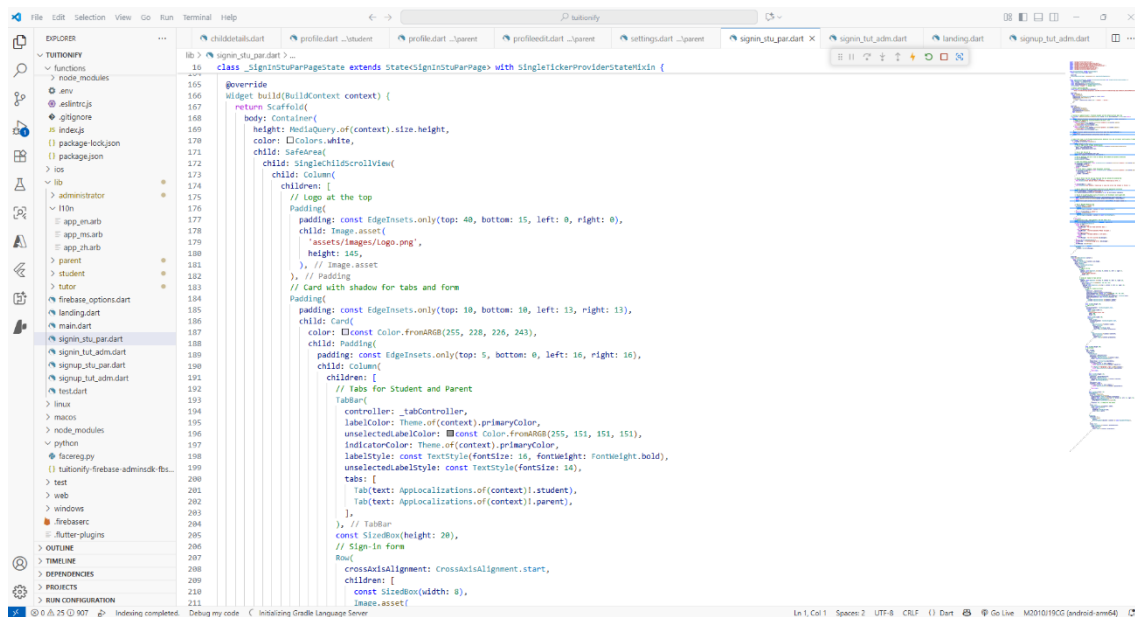 File Edit Selection View Go Run Terminal Help
tuitionify
EXPLORER
childdetails.dart
profile.dart ...\student
profile.dart ...\parent
profileedit.dart ...\parent
settings.dart ...\parent
signin_stu_par.dart
signin_tut_adm.dart
landing.dart
signup_tut_adm.dart
TUITIONIFY
functions
node_modules
.env
.eslintrc.js
.gitignore
JS index.js
{} package-lock.json
{} package.json
ios
lib
administrator
l10n
app_en.arb
app_ms.arb
app_zh.arb
parent
student
tutor
firebase_options.dart
landing.dart
main.dart
signin_stu_par.dart
signin_tut_adm.dart
signup_stu_par.dart
signup_tut_adm.dart
test.dart
linux
macos
node_modules
python
facereg.py
{} tuitionify-firebase-adminsdk-fbs...
test
web
windows
.firebaserc
.flutter-plugins
OUTLINE
TIMELINE
DEPENDENCIES
PROJECTS
RUN CONFIGURATION
lib > signin_stu_par.dart > ...
16 class _SignInStuParPageState extends State<SignInStuParPage> with SingleTickerProviderStateMixin {
165 @override
166 Widget build(BuildContext context) {
167 return Scaffold(
168 body: Container(
169 height: MediaQuery.of(context).size.height,
170 color: Colors.white,
171 child: SafeArea(
172 child: SingleChildScrollView(
173 child: Column(
174 children: [
175 // Logo at the top
176 Padding(
177 padding: const EdgeInsets.only(top: 40, bottom: 15, left: 0, right: 0),
178 child: Image.asset(
179 'assets/images/Logo.png',
180 height: 145,
181 ), // Image.asset
182 ), // Padding
183 // Card with shadow for tabs and form
184 Padding(
185 padding: const EdgeInsets.only(top: 10, bottom: 10, left: 13, right: 13),
186 child: Card(
187 color: const Color.fromARGB(255, 228, 226, 243),
188 child: Padding(
189 padding: const EdgeInsets.only(top: 5, bottom: 0, left: 16, right: 16),
190 child: Column(
191 children: [
192 // Tabs for Student and Parent
193 TabBar(
194 controller: _tabController,
195 labelColor: Theme.of(context).primaryColor,
196 unselectedLabelColor: const Color.fromARGB(255, 151, 151, 151),
197 indicatorColor: Theme.of(context).primaryColor,
198 labelStyle: const TextStyle(fontSize: 16, fontWeight: FontWeight.bold),
199 unselectedLabelStyle: const TextStyle(fontSize: 14),
200 tabs: [
201 Tab(text: AppLocalizations.of(context)!.student),
202 Tab(text: AppLocalizations.of(context)!.parent),
203 ],
204 ), // TabBar
205 const SizedBox(height: 20),
206 // Sign-in form
207 Row(
208 crossAxisAlignment: CrossAxisAlignment.start,
209 children: [
210 const SizedBox(width: 8),
211 Image.asset(
0 25 907 Indexing completed. Debug my code Initializing Gradle Language Server
Ln 1, Col 1 Spaces: 2 UTF-8 CRLF {} Dart Go Live M2010J19CG (android-arm64)